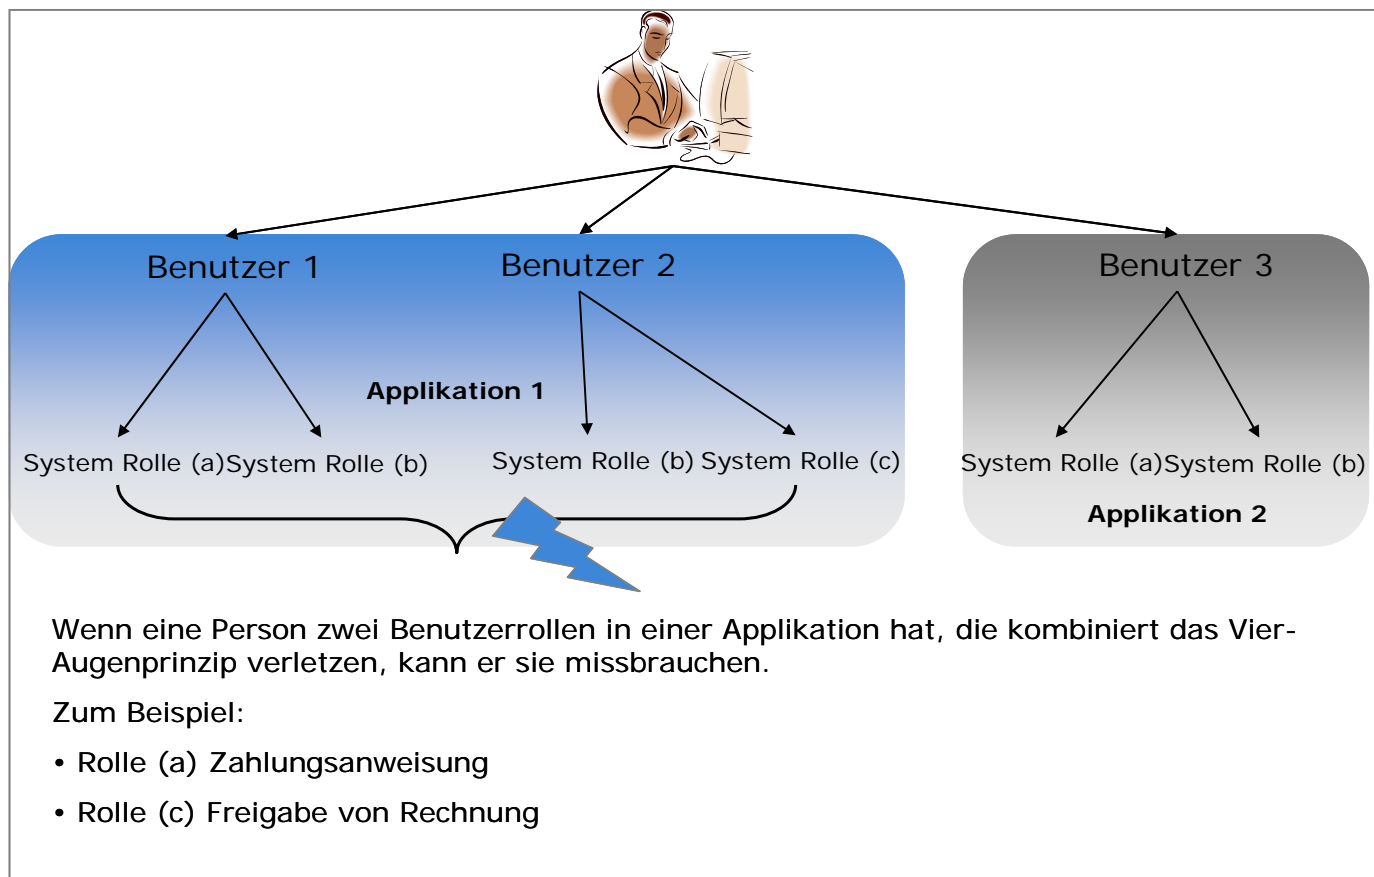 Benutzer 1 Benutzer 2 Benutzer 3
Applikation 1
System Rolle (a) System Rolle (b) System Rolle (b) System Rolle (c) System Rolle (a) System Rolle (b)
Applikation 2
Wenn eine Person zwei Benutzerrollen in einer Applikation hat, die kombiniert das Vier-
Augenprinzip verletzen, kann er sie missbrauchen.
Zum Beispiel:
• Rolle (a) Zahlungsanweisung
• Rolle (c) Freigabe von Rechnung